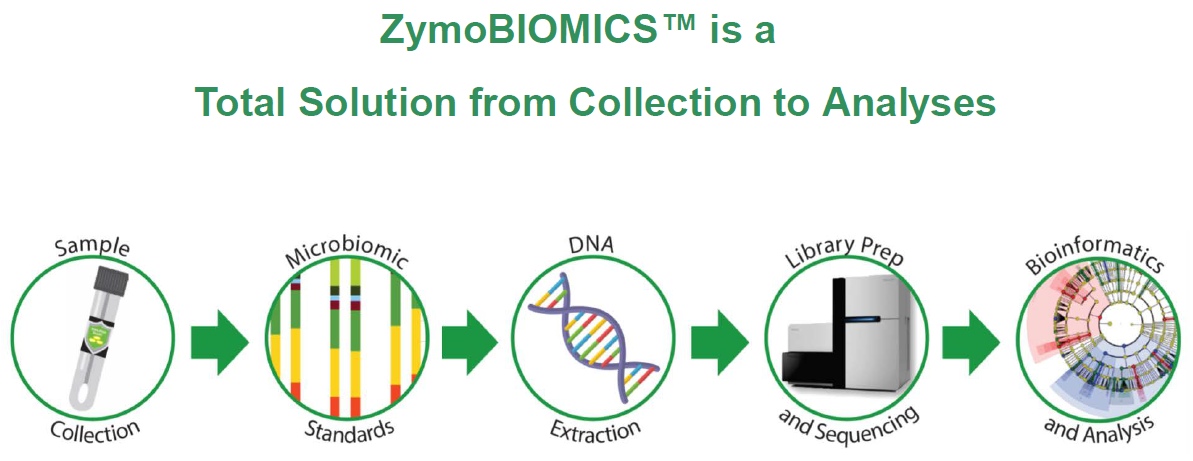 ZymoBIOMICS™ is a
Total Solution from Collection to Analyses
Sample
Collection
Microbiomic
Standards
DNA
Extraction
Library Prep
and Sequencing
Bioinformatics
and Analysis